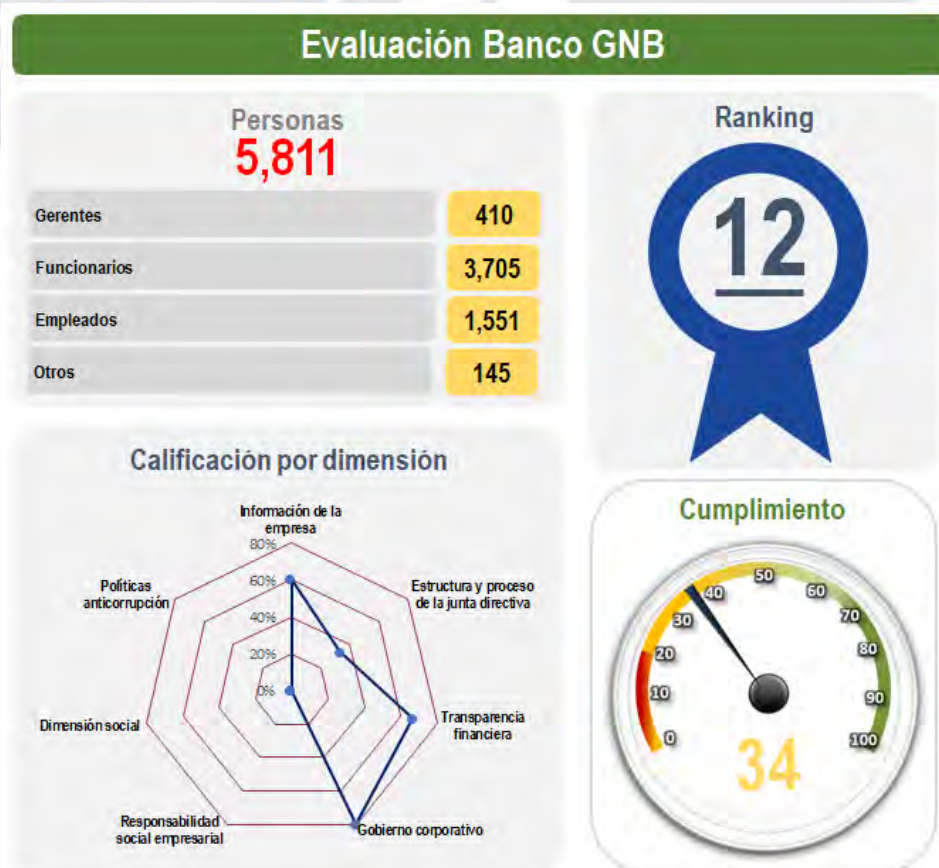 Evaluación Banco GNB
Personas
5,811
Gerentes 410
Funcionarios 3,705
Empleados 1,551
Otros 145
Ranking
12
Calificación por dimensión
Información de la
empresa
80%
60%
40%
20%
0%
Políticas
anticorrupción
Estructura y proceso
de la junta directiva
Dimensión social
Transparencia
financiera
Responsabilidad
social empresarial
Gobierno corporativo
Cumplimiento
0
10
20
30
40
50
60
70
80
90
100
34